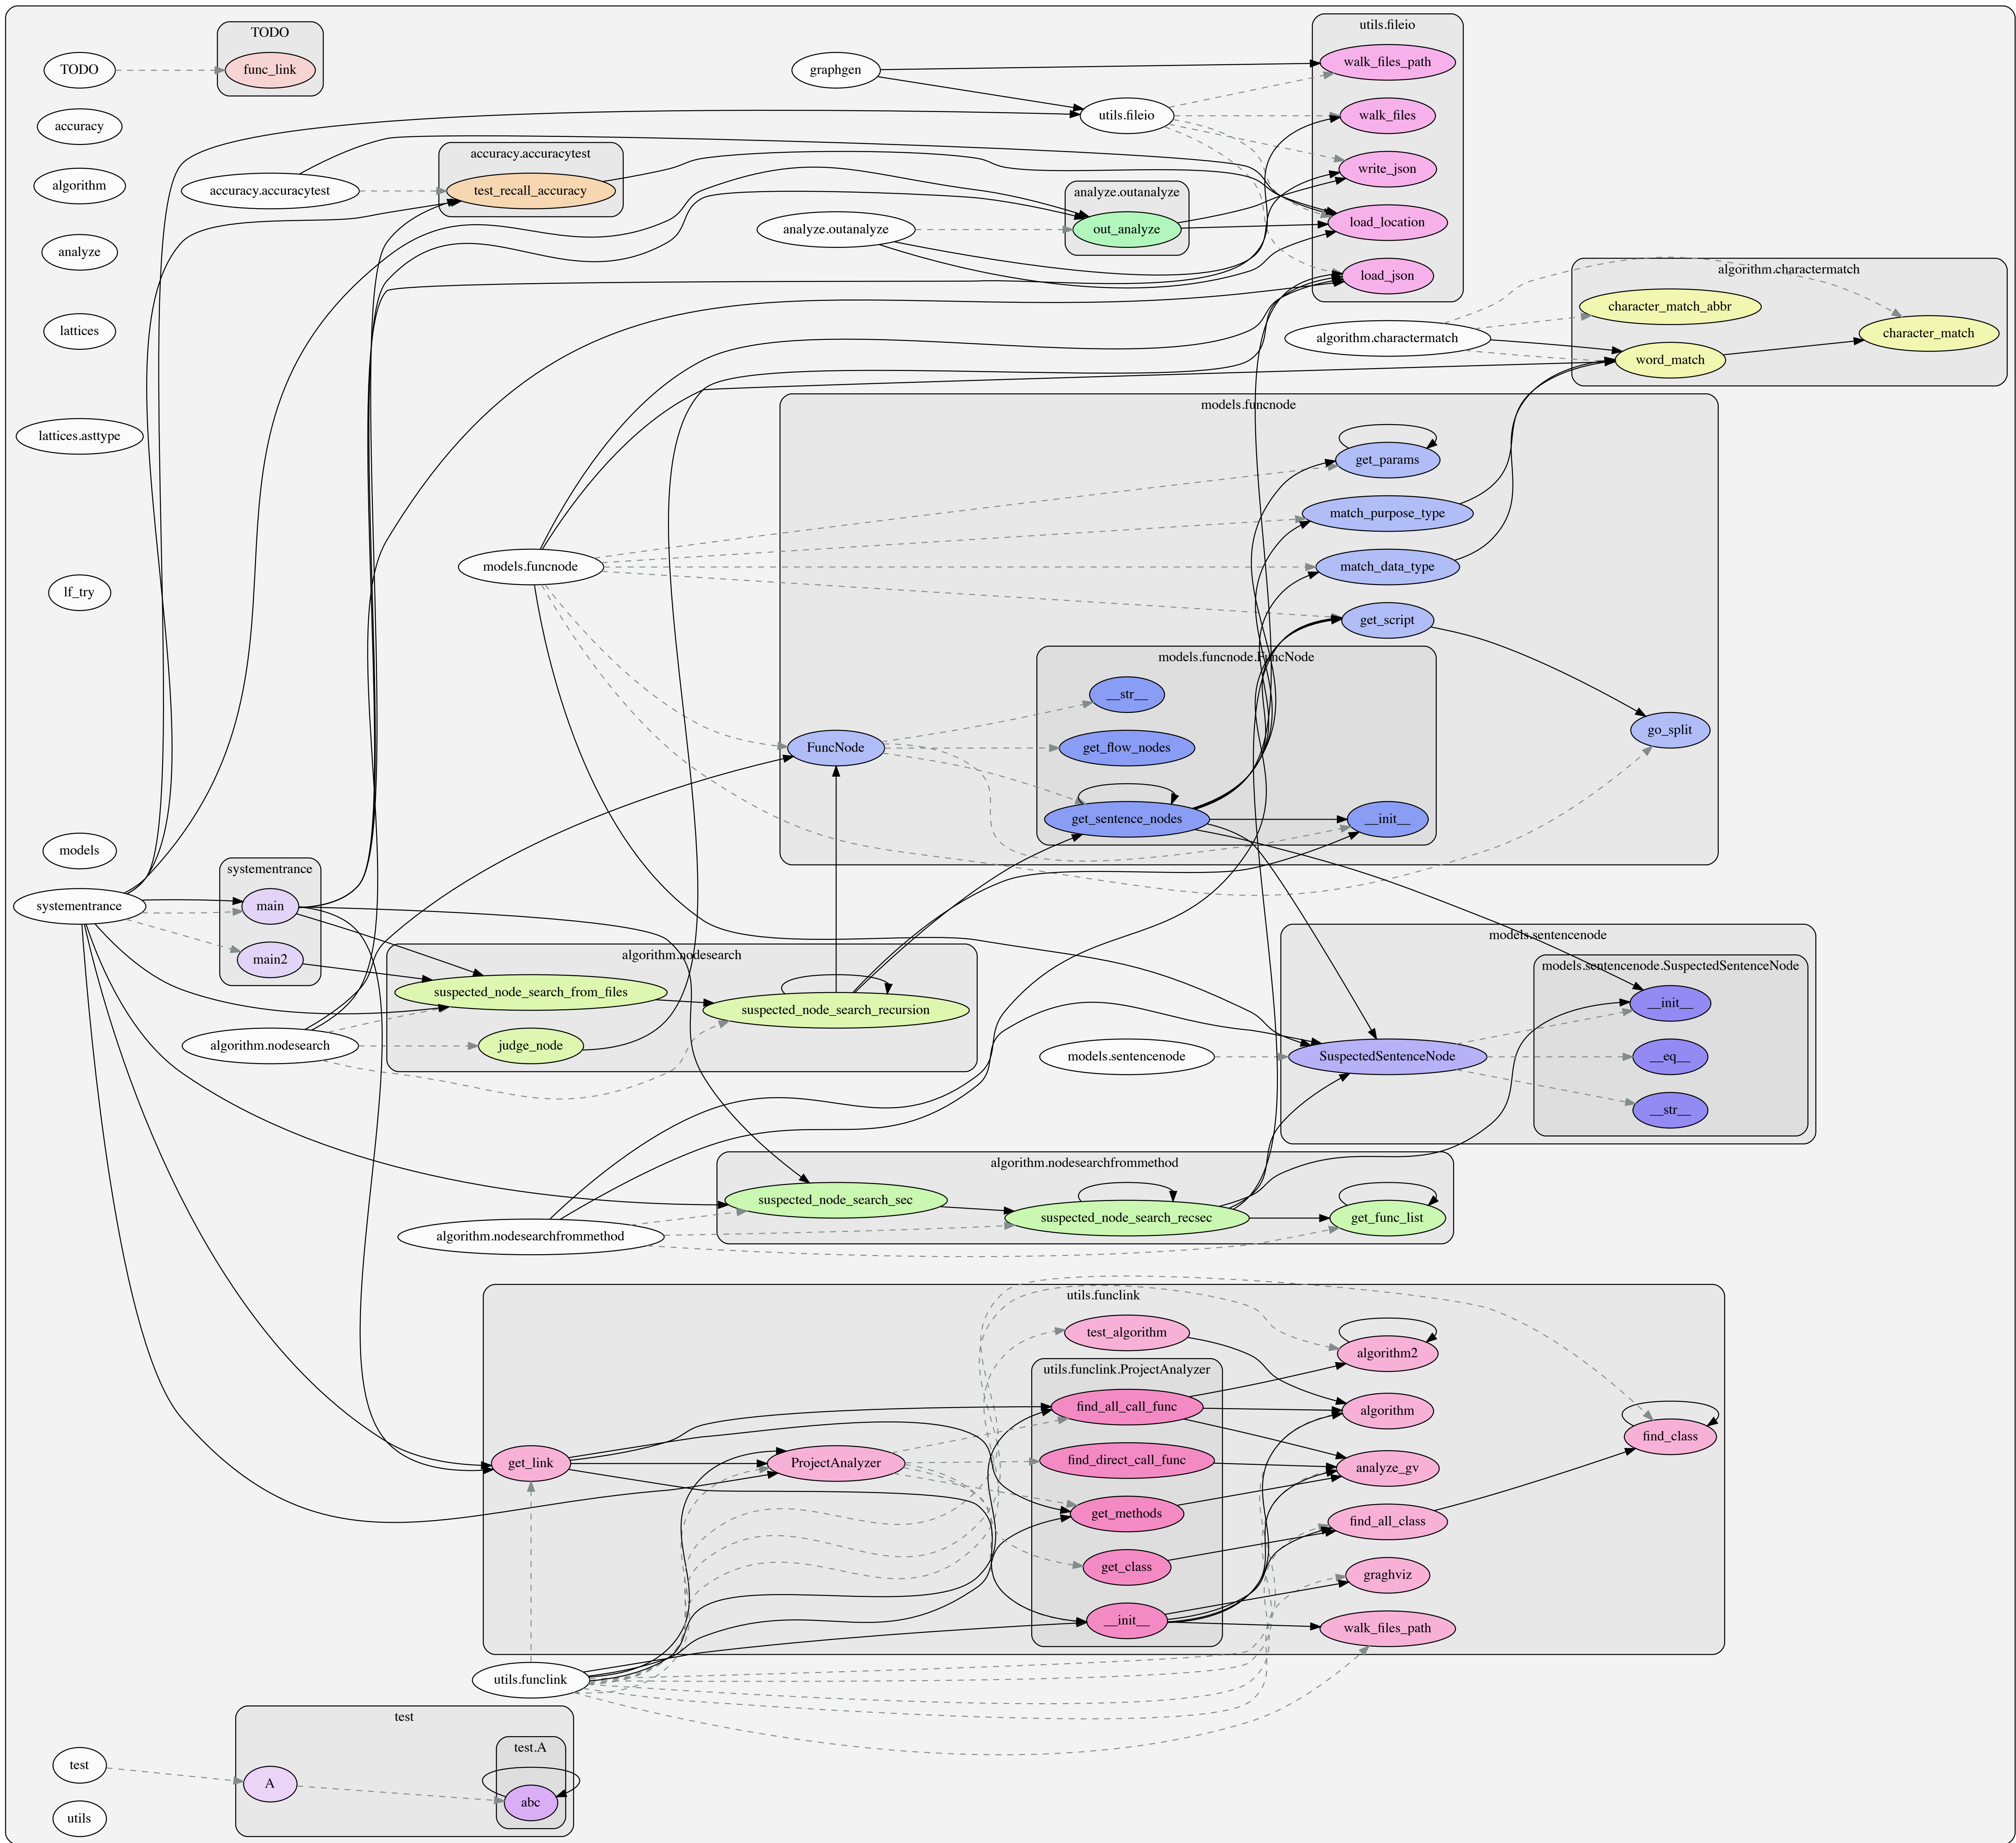 utils.fileio
TODO
TODO
func_link
graphgen
walk_files_path
accuracy
utils.fileio
walk_files
accuracy.accuracytest
write_json
algorithm
accuracy.accuracytest
test_recall_accuracy
analyze.outanalyze
load_location
analyze
analyze.outanalyze
out_analyze
load_json
algorithm.charactermatch
character_match_abbr
lattices
algorithm.charactermatch
character_match
word_match
models.funcnode
lattices.asttype
get_params
match_purpose_type
models.funcnode
match_data_type
lf_try
get_script
models.funcnode.FuncNode
__str__
go_split
FuncNode
get_flow_nodes
get_sentence_nodes
__init__
models
systementrance
systementrance
main
main2
models.sentencenode
algorithm.nodesearch
models.sentencenode.SuspectedSentenceNode
suspected_node_search_from_files
__init__
suspected_node_search_recursion
algorithm.nodesearch
judge_node
models.sentencenode
SuspectedSentenceNode
__eq__
__str__
algorithm.nodesearchfrommethod
suspected_node_search_sec
suspected_node_search_recsec
get_func_list
algorithm.nodesearchfrommethod
utils.funclink
test_algorithm
algorithm2
utils.funclink.ProjectAnalyzer
find_all_call_func
algorithm
find_class
get_link
ProjectAnalyzer
find_direct_call_func
analyze_gv
get_methods
find_all_class
get_class
graghviz
__init__
walk_files_path
utils.funclink
test
test.A
test
A
abc
utils